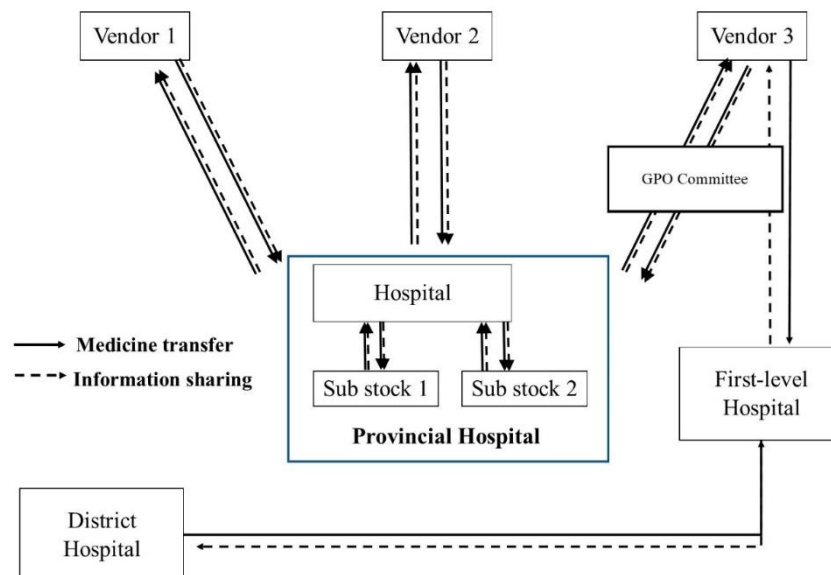 Vendor 1
Vendor 2
Vendor 3
GPO Committee
Hospital
Medicine transfer
Information sharing
Sub stock 1
Sub stock 2
First-level
Hospital
Provincial Hospital
District
Hospital